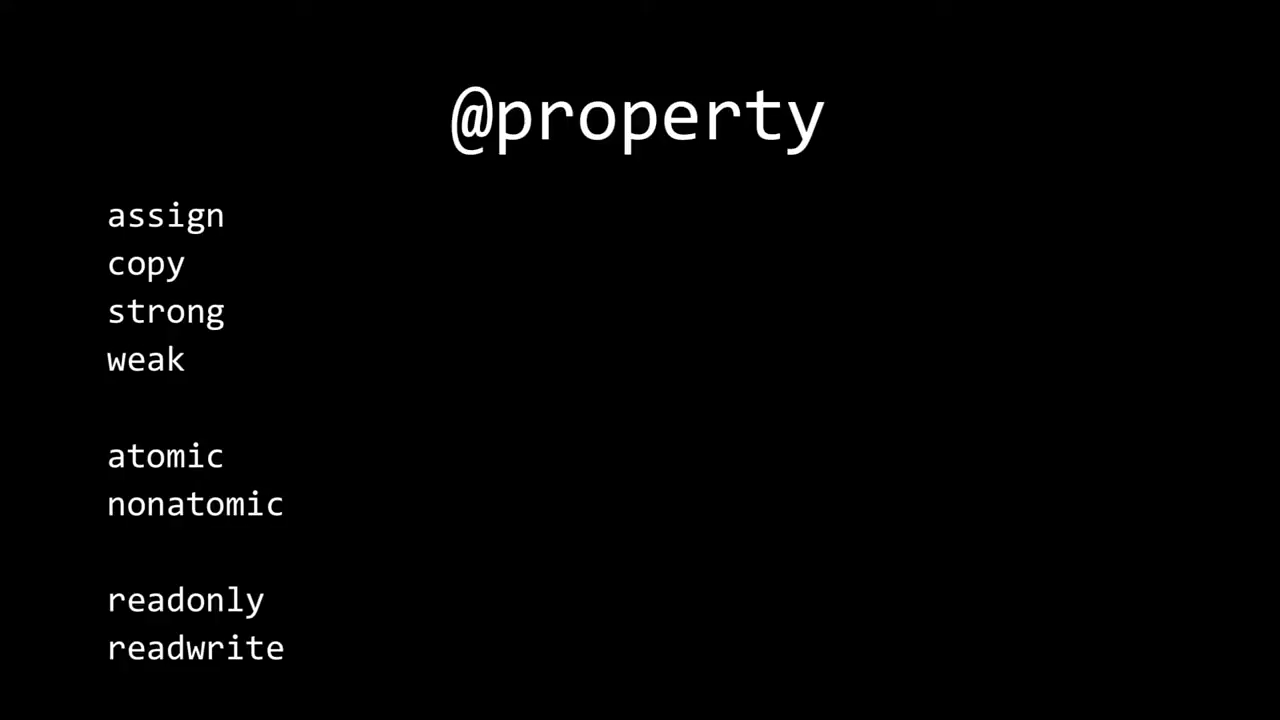 @property
assign
copy
strong
weak
atomic
nonatomic
readonly
readwrite